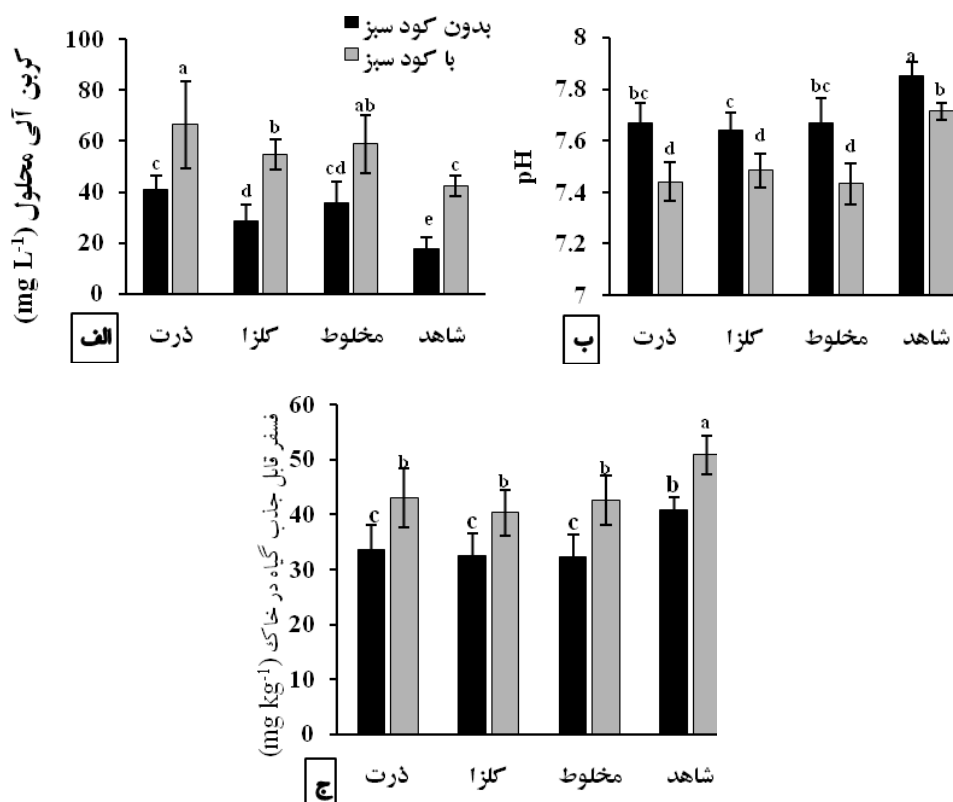 بدون کود سبز
با کود سبز
کربن آلی محلول (mg L-1)
100
80
60
40
20
0
a
c
b
d
ab
cd
c
e
ذرت
کلزا
مخلوط
شاهد
الف
pH
8
7.8
7.6
7.4
7.2
7
bc
d
c
d
bc
d
a
b
ذرت
کلزا
مخلوط
شاهد
ب
فسفر قابل جذب گیاه در خاک (mg kg-1)
60
50
40
30
20
10
0
c
b
c
b
c
b
b
a
ذرت
کلزا
مخلوط
شاهد
ج